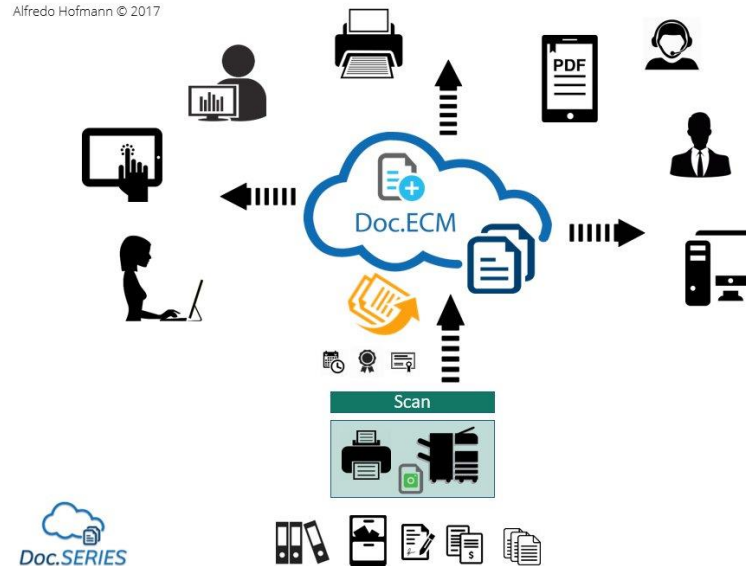 Alfredo Hofmann © 2017
PDF
Doc.ECM
Scan
$
Doc.SERIES